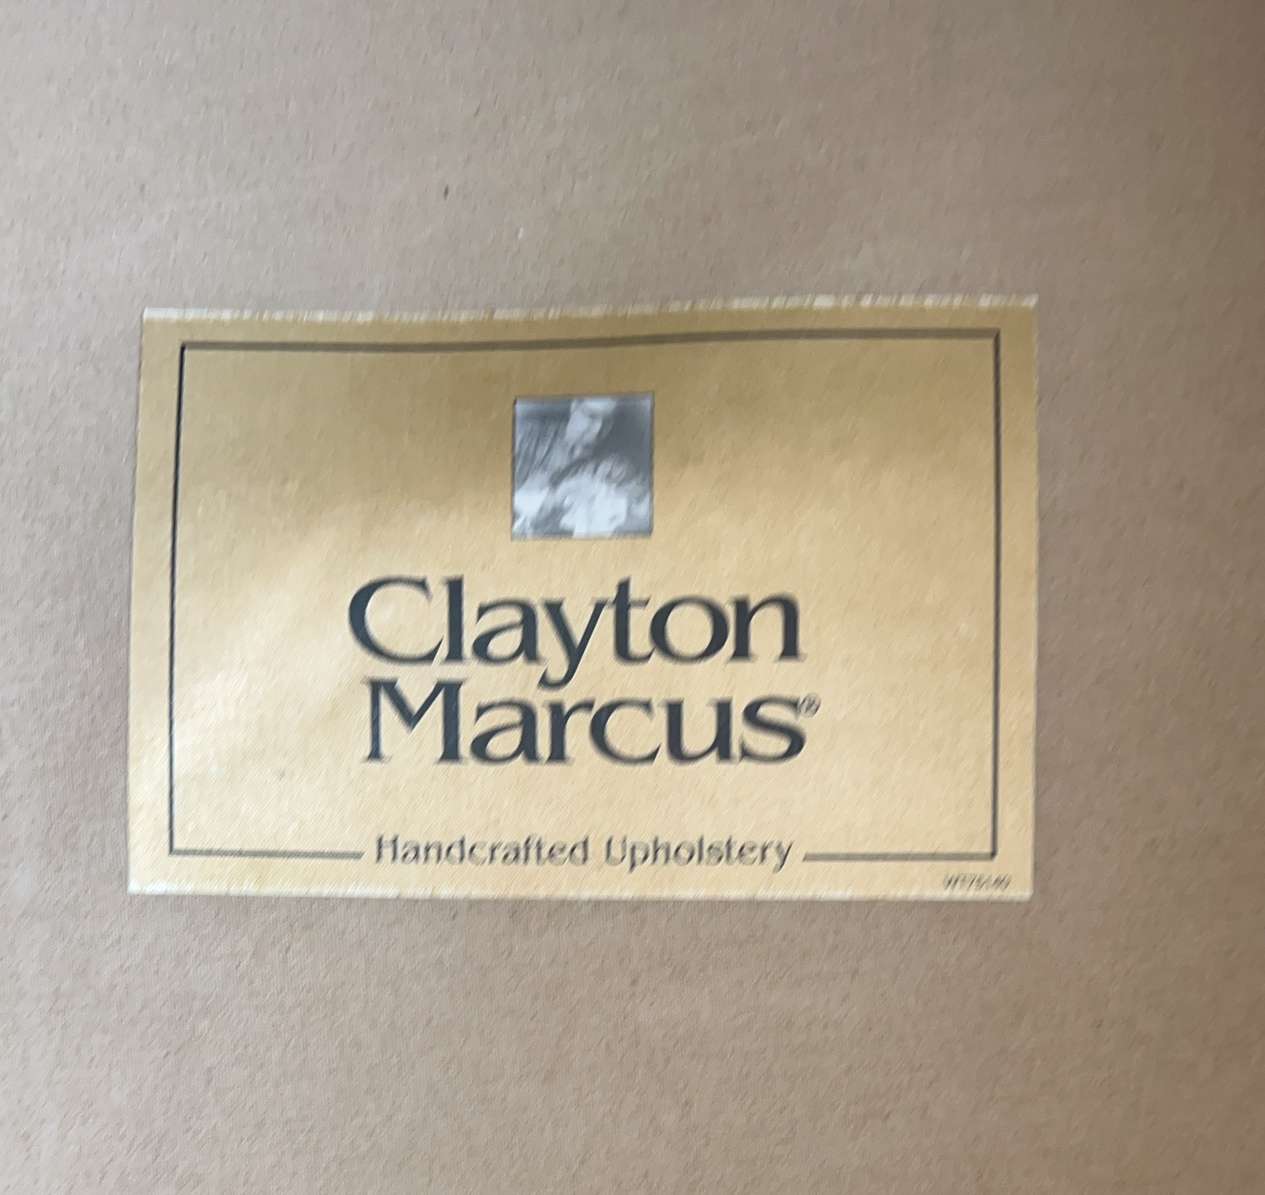 Clayton
Marcus®
Handcrafted Upholstery